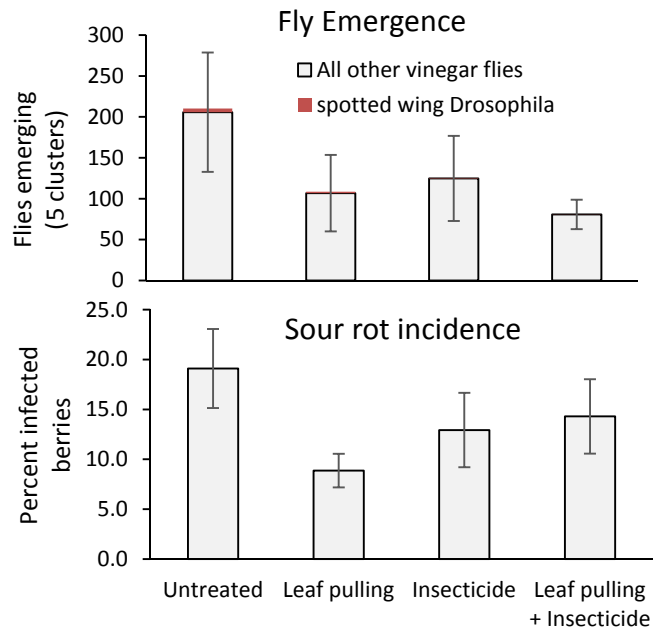 Fly Emergence
300
250
200
150
100
50
0
Flies emerging
(5 clusters)
All other vinegar flies
spotted wing Drosophila
Sour rot incidence
25.0
20.0
15.0
10.0
5.0
0.0
Percent infected
berries
Untreated
Leaf pulling
Insecticide
Leaf pulling
+ Insecticide